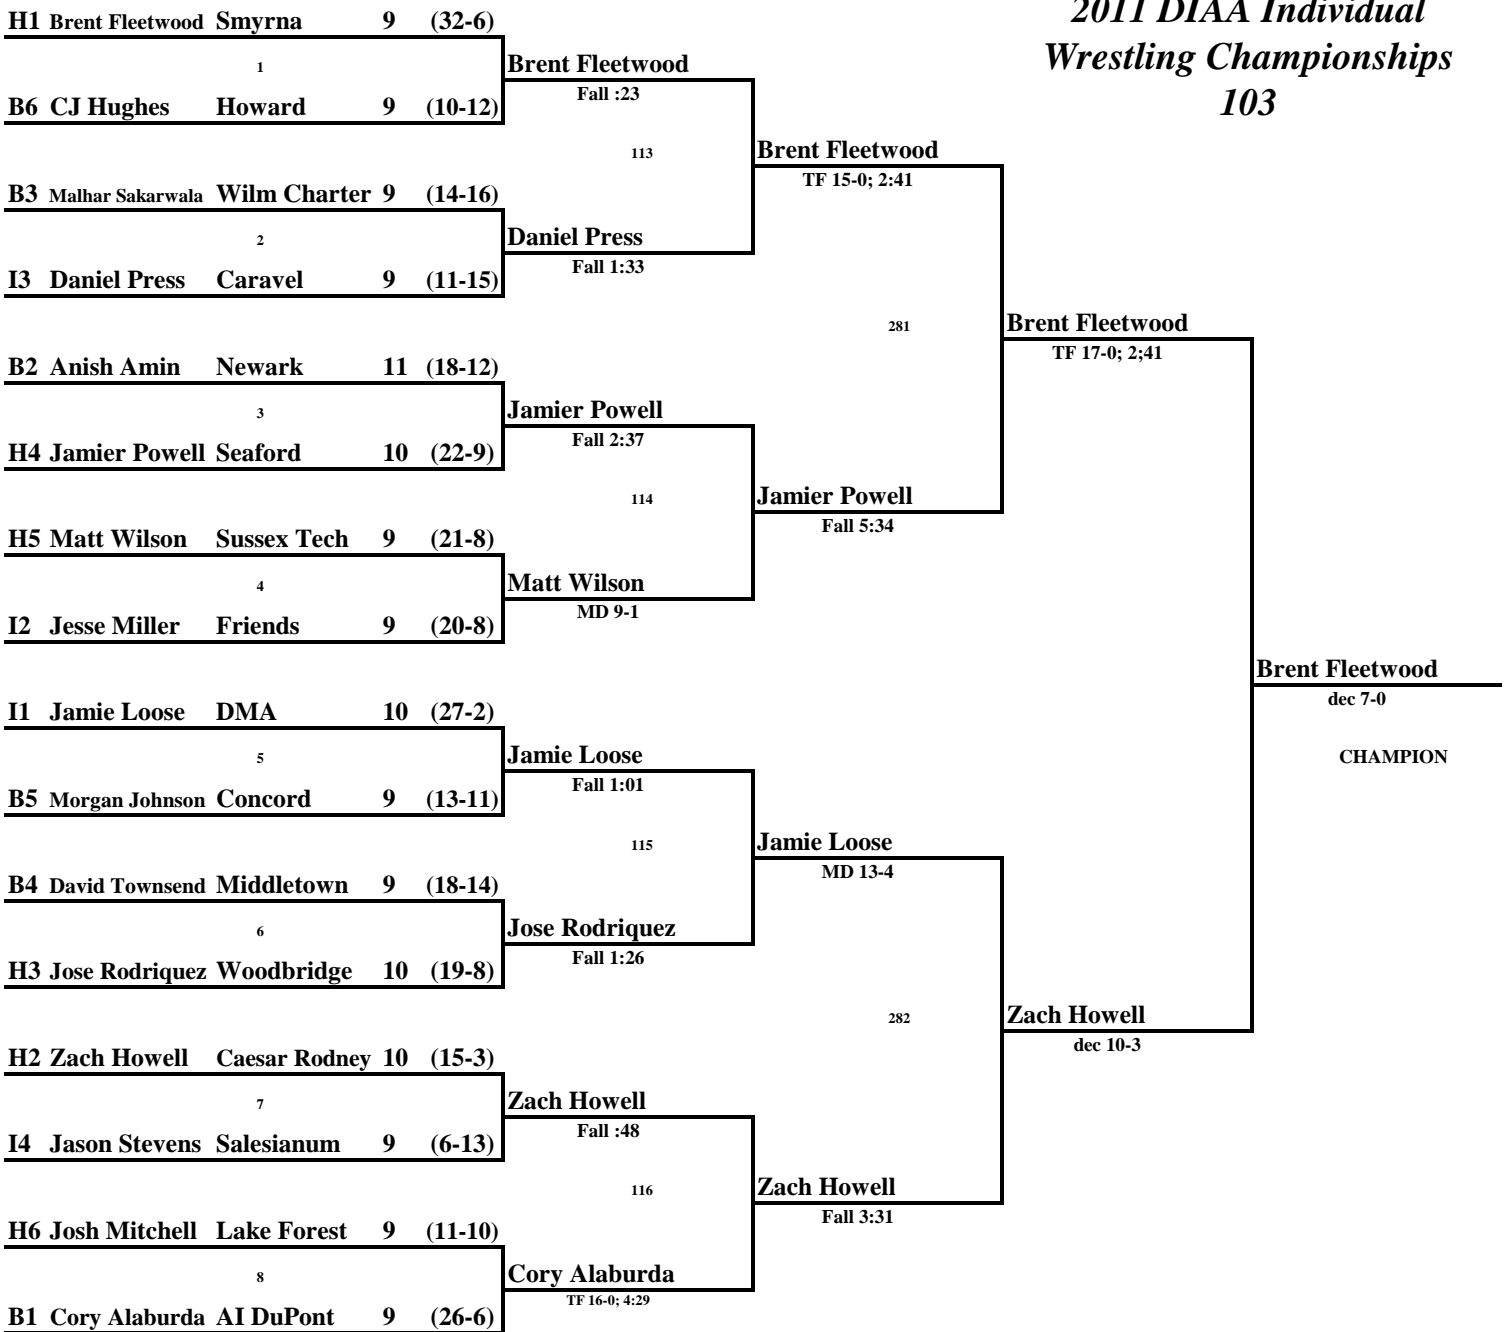 2011 DIAA Individual
Wrestling Championships
103
H1 Brent Fleetwood Smyrna 9 (32-6)
1
B6 CJ Hughes Howard 9 (10-12)
Brent Fleetwood
Fall :23
113
B3 Malhar Sakarwala Wilm Charter 9 (14-16)
2
I3 Daniel Press Caravel 9 (11-15)
Daniel Press
Fall 1:33
Brent Fleetwood
TF 15-0; 2:41
281
B2 Anish Amin Newark 11 (18-12)
3
H4 Jamier Powell Seaford 10 (22-9)
Jamier Powell
Fall 2:37
114
H5 Matt Wilson Sussex Tech 9 (21-8)
4
I2 Jesse Miller Friends 9 (20-8)
Matt Wilson
MD 9-1
Jamier Powell
Fall 5:34
Brent Fleetwood
TF 17-0; 2;41
I1 Jamie Loose DMA 10 (27-2)
5
B5 Morgan Johnson Concord 9 (13-11)
Jamie Loose
Fall 1:01
115
B4 David Townsend Middletown 9 (18-14)
6
H3 Jose Rodriquez Woodbridge 10 (19-8)
Jose Rodriquez
Fall 1:26
Jamie Loose
MD 13-4
282
H2 Zach Howell Caesar Rodney 10 (15-3)
7
I4 Jason Stevens Salesianum 9 (6-13)
Zach Howell
Fall :48
116
H6 Josh Mitchell Lake Forest 9 (11-10)
8
B1 Cory Alaburda AI DuPont 9 (26-6)
Cory Alaburda
TF 16-0; 4:29
Zach Howell
Fall 3:31
Zach Howell
dec 10-3
Brent Fleetwood
dec 7-0
CHAMPION